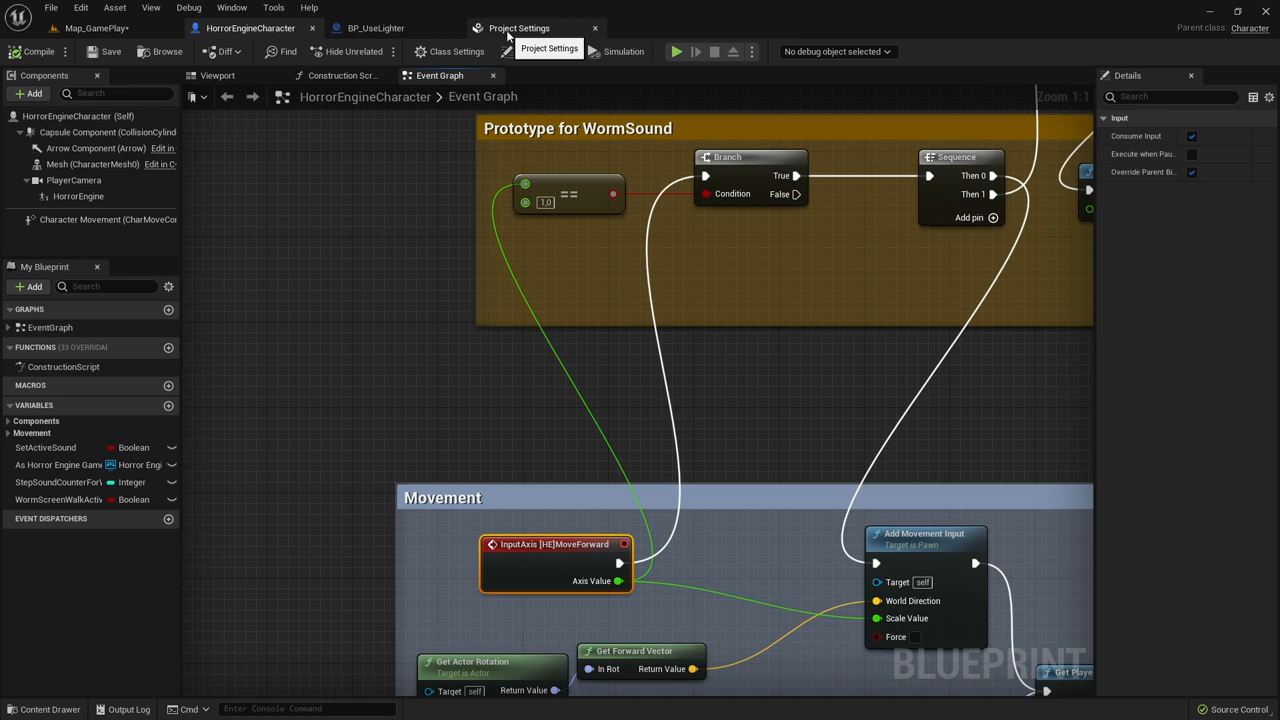 File Edit Asset View Debug Window Tools Help
Map_GamePlay* HorrorEngineCharacter BP_UseLighter Project Settings Parent class: Character
Compile Save Browse Diff Find Hide Unrelated Class Settings Project Settings Simulation No debug object selected
Components
Add Search
HorrorEngineCharacter (Self)
Capsule Component (CollisionCylind
Arrow Component (Arrow) Edit in
Mesh (CharacterMesh0) Edit in C
PlayerCamera
HorrorEngine
Character Movement (CharMoveCor
My Blueprint
Add Search
GRAPHS
EventGraph
FUNCTIONS (33 OVERRIDAI
ConstructionScript
MACROS
VARIABLES
Components
Movement
SetActiveSound Boolean
As Horror Engine Game Horror Engi
StepSoundCounterForW Integer
WormScreenWalkActiv Boolean
EVENT DISPATCHERS
Viewport Construction Scr... Event Graph
HorrorEngineCharacter > Event Graph Zoom 1:1
Prototype for WormSound
1,0 ==
Branch
True
Condition False
Sequence
Then 0
Then 1
Add pin
Movement
InputAxis [HE]MoveForward
Axis Value
Add Movement Input
Target is Pawn
Target self
World Direction
Scale Value
Force
Get Actor Rotation
Target is Actor
Target self Return Value
Get Forward Vector
In Rot Return Value
Get Playe
BLUEPRINT
Details
Search
Input
Consume Input
Execute when Pau...
Override Parent Bi...
Content Drawer Output Log Cmd Enter Console Command Source Control